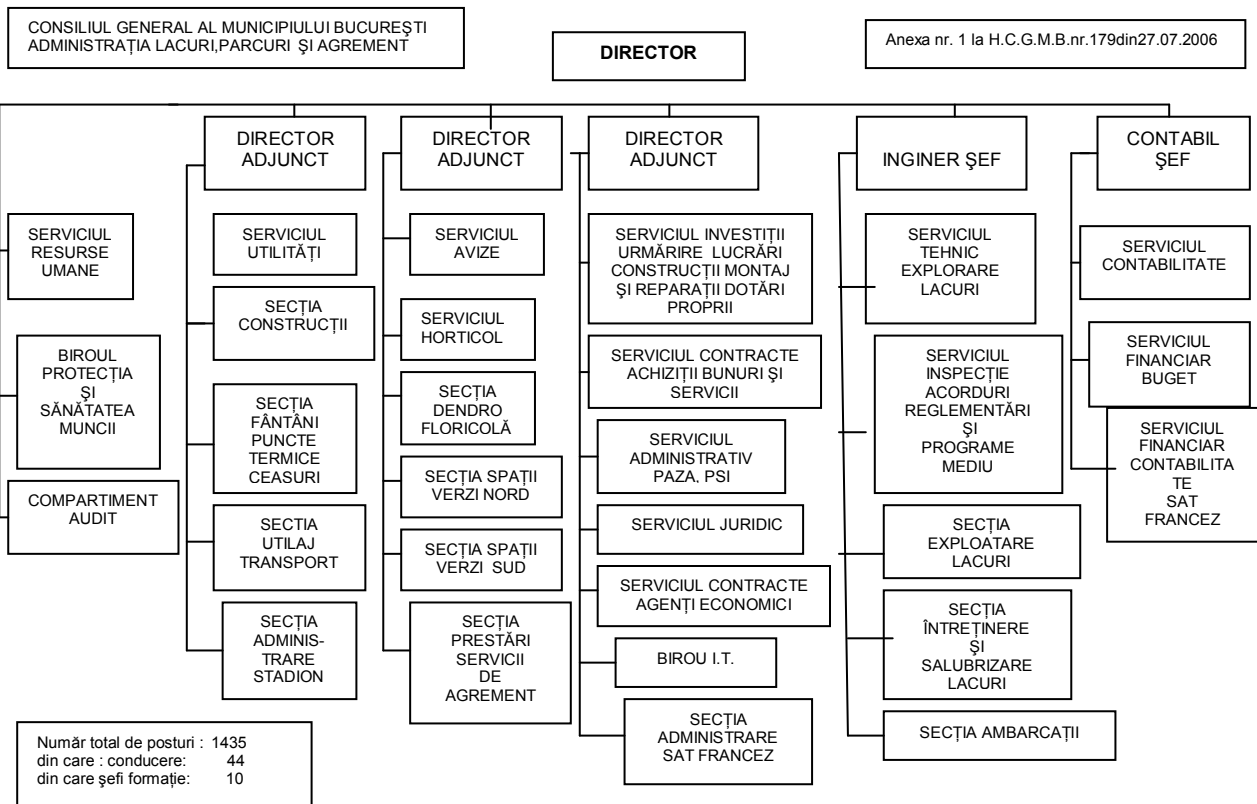 CONSILIUL GENERAL AL MUNICIPIULUI BUCUREŞTI
ADMINISTRAȚIA LACURI,PARCURI ŞI AGREMENT
DIRECTOR
Anexa nr. 1 la H.C.G.M.B.nr.179din27.07.2006
DIRECTOR
ADJUNCT
DIRECTOR
ADJUNCT
DIRECTOR
ADJUNCT
INGINER ŞEF
CONTABIL
ŞEF
SERVICIUL
RESURSE
UMANE
BIROUL
PROTECȚIA
ŞI
SĂNĂTATEA
MUNCII
COMPARTIMENT
AUDIT
SERVICIUL
UTILITĂȚI
SECȚIA
CONSTRUCȚII
SECȚIA
FÂNTÂNI
PUNCTE
TERMICE
CEASURI
SECTIA
UTILAJ
TRANSPORT
SECȚIA
ADMINIS-
TRARE
STADION
SERVICIUL
AVIZE
SERVICIUL
HORTICOL
SECȚIA
DENDRO
FLORICOLĂ
SECȚIA SPAȚII
VERZI NORD
SECȚIA SPAȚII
VERZI SUD
SECȚIA
PRESTĂRI
SERVICII
DE
AGREMENT
SERVICIUL INVESTIȚII
URMĂRIRE LUCRĂRI
CONSTRUCȚII MONTAJ
ŞI REPARAȚII DOTĂRI
PROPRII
SERVICIUL CONTRACTE
ACHIZIȚII BUNURI ŞI
SERVICII
SERVICIUL
ADMINISTRATIV
PAZA, PSI
SERVICIUL JURIDIC
SERVICIUL CONTRACTE
AGENȚI ECONOMICI
BIROU I.T.
SECȚIA
ADMINISTRARE
SAT FRANCEZ
SERVICIUL
TEHNIC
EXPLORARE
LACURI
SERVICIUL
INSPECȚIE
ACORDURI
REGLEMENTĂRI
ŞI
PROGRAME
MEDIU
SECȚIA
EXPLOATARE
LACURI
SECȚIA
ÎNTREȚINERE
ŞI
SALUBRIZARE
LACURI
SECȚIA AMBARCAȚII
SERVICIUL
CONTABILITATE
SERVICIUL
FINANCIAR
BUGET
SERVICIUL
FINANCIAR
CONTABILITA
TE
SAT
FRANCEZ
Număr total de posturi : 1435
din care : conducere: 44
din care şefi formație: 10